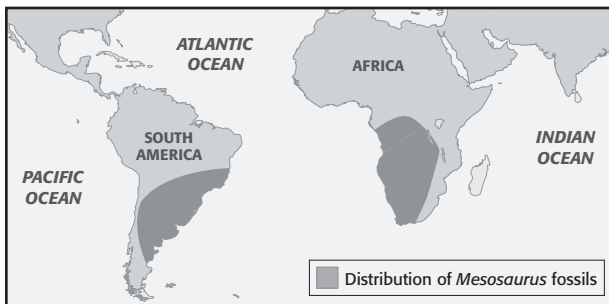 ATLANTIC
OCEAN
AFRICA
SOUTH
AMERICA
INDIAN
OCEAN
PACIFIC
OCEAN
Distribution of Mesosaurus fossils